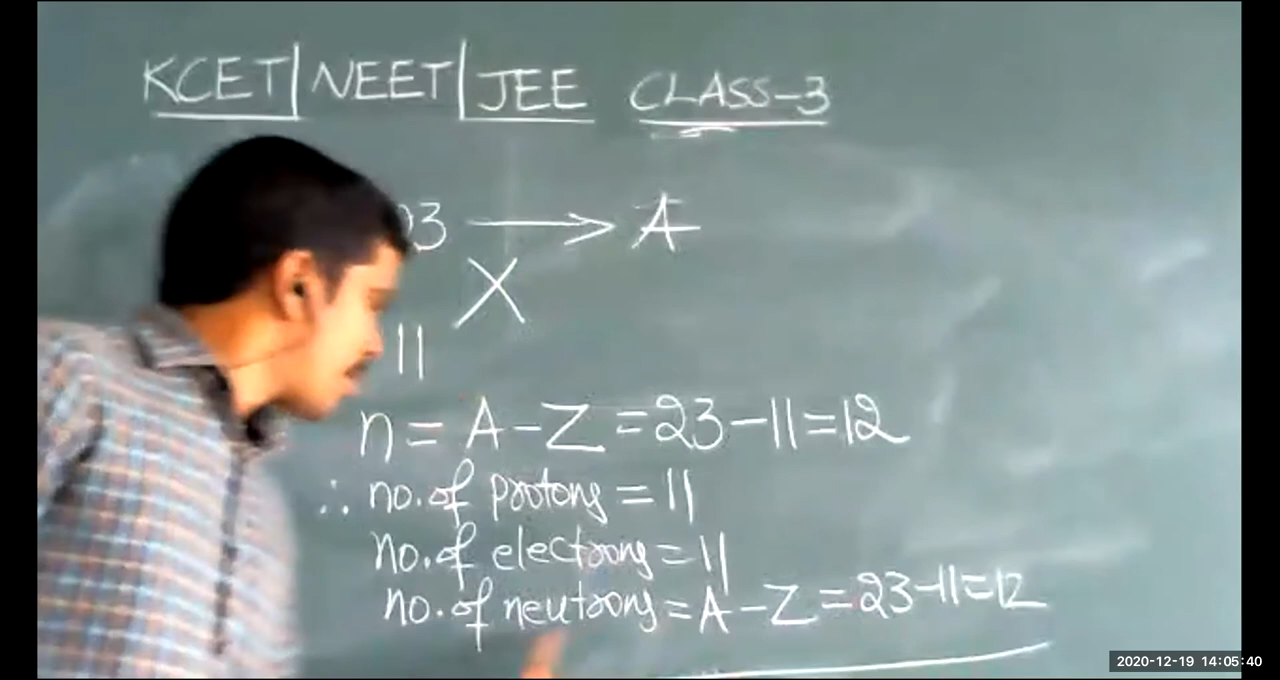 KCET|NEET|JEE CLASS-3
23 → A
X
11
n = A-Z = 23-11=12
∴ no. of protons = 11
no. of electrons = 11
no. of neutrons = A-Z = 23-11=12
2020-12-19 14:05:40